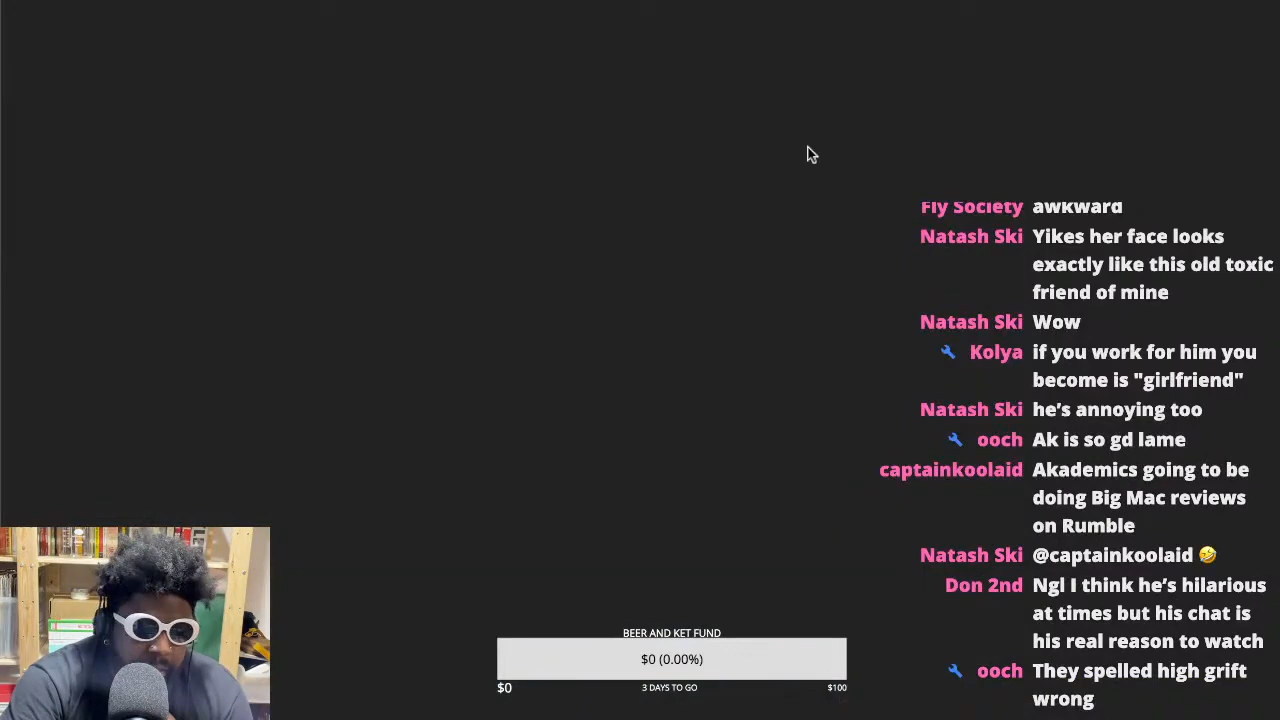 Fly Society awkward
Natash Ski Yikes her face looks
exactly like this old toxic
friend of mine
Natash Ski Wow
Kolya if you work for him you
become is "girlfriend"
Natash Ski he's annoying too
ooch Ak is so gd lame
captainkoolaid Akademics going to be
doing Big Mac reviews
on Rumble
Natash Ski @captainkoolaid 🤣
Don 2nd Ngl I think he's hilarious
at times but his chat is
his real reason to watch
ooch They spelled high grift
wrong
BEER AND KET FUND
$0 (0.00%)
$0 3 DAYS TO GO $100